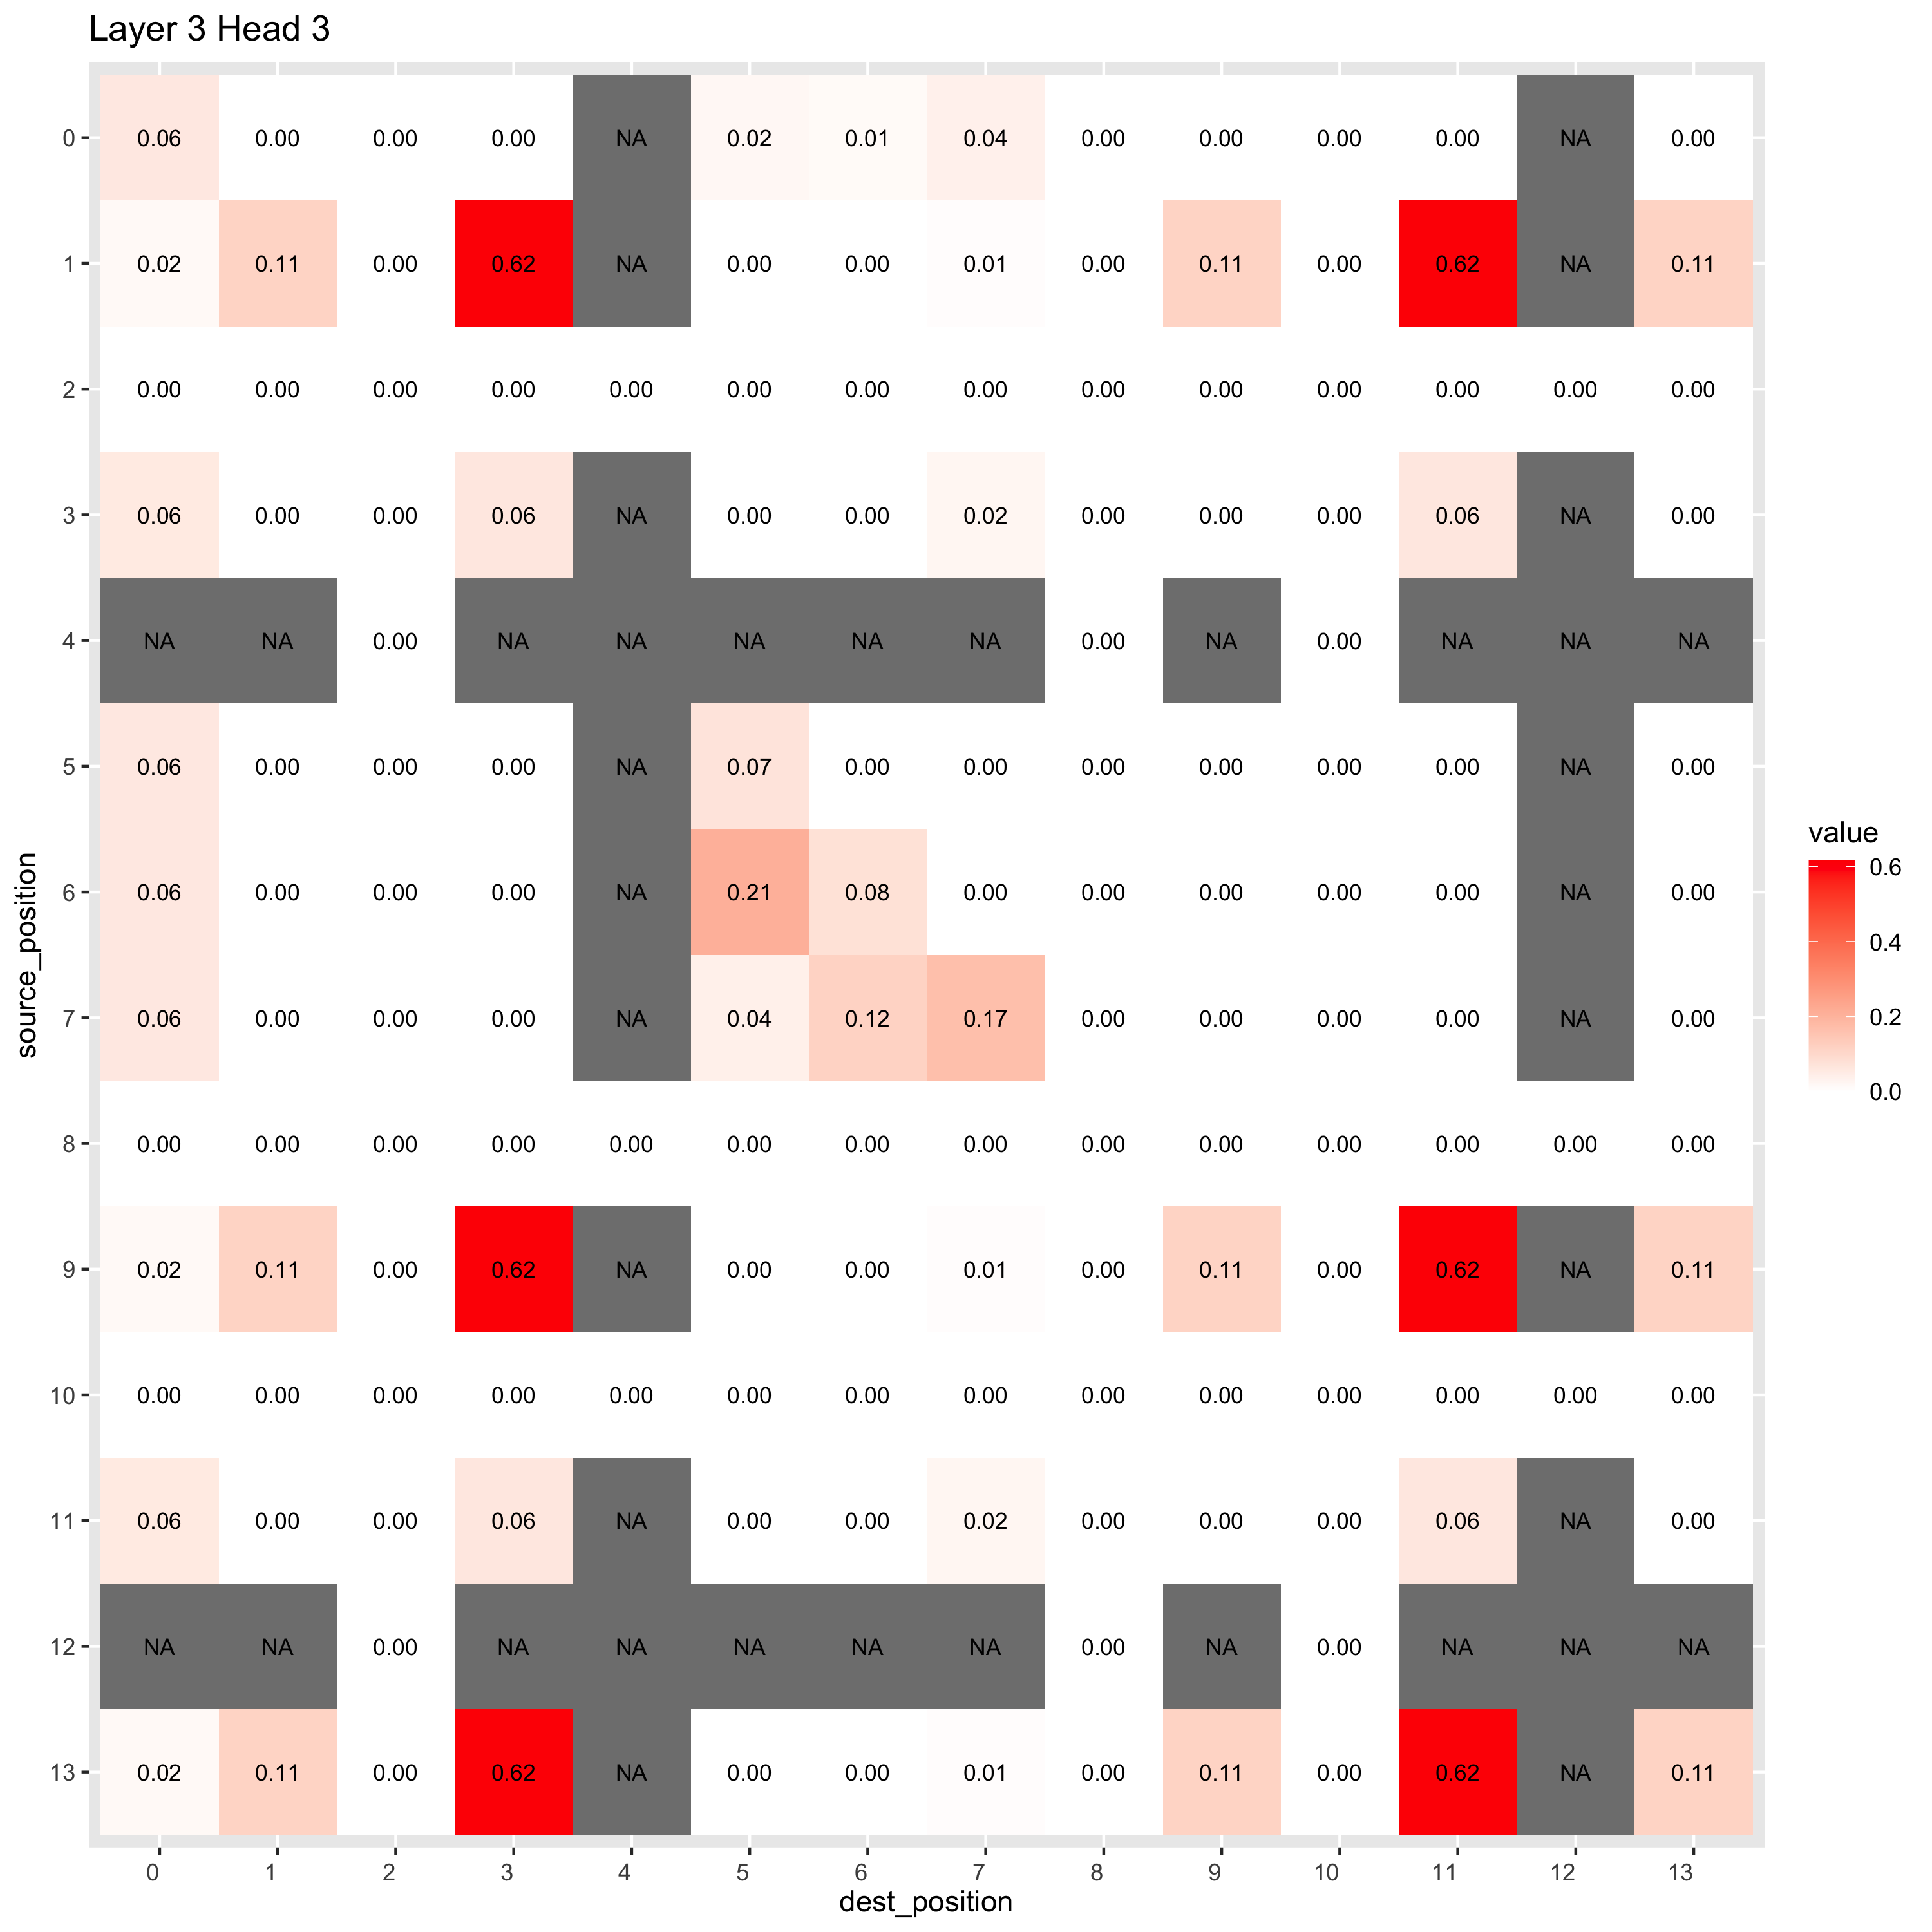 Layer 3 Head 3
0 0.06 0.00 0.00 0.00 NA 0.02 0.01 0.04 0.00 0.00 0.00 0.00 NA 0.00
1 0.02 0.11 0.00 0.62 NA 0.00 0.00 0.01 0.00 0.11 0.00 0.62 NA 0.11
2 0.00 0.00 0.00 0.00 0.00 0.00 0.00 0.00 0.00 0.00 0.00 0.00 0.00 0.00
3 0.06 0.00 0.00 0.06 NA 0.00 0.00 0.02 0.00 0.00 0.00 0.06 NA 0.00
4 NA NA 0.00 NA NA NA NA NA 0.00 NA 0.00 NA NA NA
5 0.06 0.00 0.00 0.00 NA 0.07 0.00 0.00 0.00 0.00 0.00 0.00 NA 0.00
6 0.06 0.00 0.00 0.00 NA 0.21 0.08 0.00 0.00 0.00 0.00 0.00 NA 0.00
7 0.06 0.00 0.00 0.00 NA 0.04 0.12 0.17 0.00 0.00 0.00 0.00 NA 0.00
8 0.00 0.00 0.00 0.00 0.00 0.00 0.00 0.00 0.00 0.00 0.00 0.00 0.00 0.00
9 0.02 0.11 0.00 0.62 NA 0.00 0.00 0.01 0.00 0.11 0.00 0.62 NA 0.11
10 0.00 0.00 0.00 0.00 0.00 0.00 0.00 0.00 0.00 0.00 0.00 0.00 0.00 0.00
11 0.06 0.00 0.00 0.06 NA 0.00 0.00 0.02 0.00 0.00 0.00 0.06 NA 0.00
12 NA NA 0.00 NA NA NA NA NA 0.00 NA 0.00 NA NA NA
13 0.02 0.11 0.00 0.62 NA 0.00 0.00 0.01 0.00 0.11 0.00 0.62 NA 0.11
0 1 2 3 4 5 6 7 8 9 10 11 12 13
dest_position
source_position
value
0.6
0.4
0.2
0.0